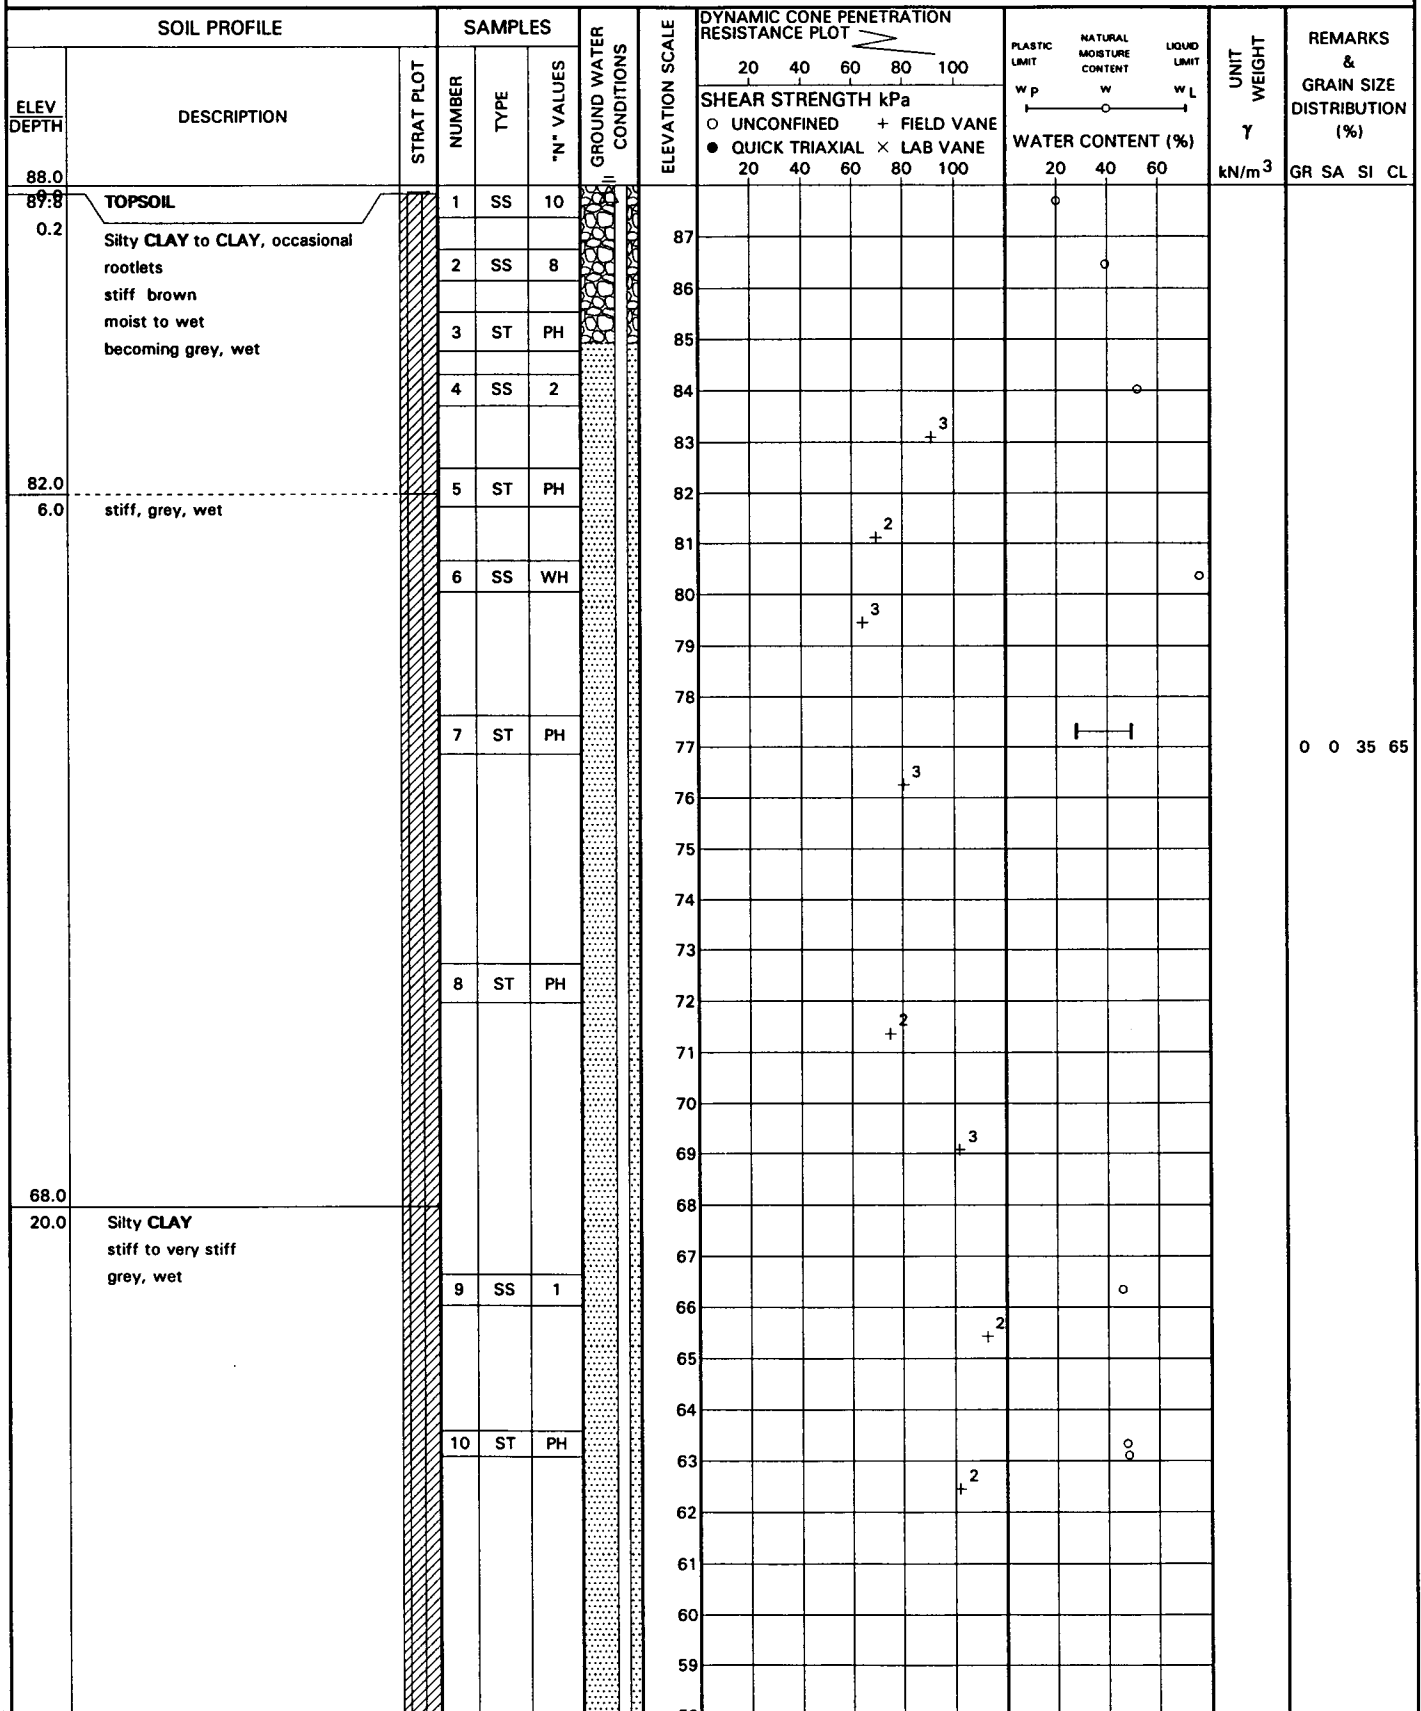 SOIL PROFILE
SAMPLES
GROUND WATER
CONDITIONS
ELEVATION SCALE
DYNAMIC CONE PENETRATION
RESISTANCE PLOT
20 40 60 80 100
SHEAR STRENGTH kPa
○ UNCONFINED + FIELD VANE
● QUICK TRIAXIAL × LAB VANE
20 40 60 80 100
PLASTIC
LIMIT
NATURAL
MOISTURE
CONTENT
LIQUID
LIMIT
WP W WL
WATER CONTENT (%)
20 40 60
UNIT
WEIGHT
γ
kN/m³
REMARKS
&
GRAIN SIZE
DISTRIBUTION
(%)
GR SA SI CL
ELEV
DEPTH
DESCRIPTION
STRAT PLOT
NUMBER
TYPE
"N" VALUES
88.0
87.8
0.2
TOPSOIL
Silty CLAY to CLAY, occasional
rootlets
stiff brown
moist to wet
becoming grey, wet
82.0
6.0
stiff, grey, wet
68.0
20.0
Silty CLAY
stiff to very stiff
grey, wet
1 SS 10
2 SS 8
3 ST PH
4 SS 2
5 ST PH
6 SS WH
7 ST PH
8 ST PH
9 SS 1
10 ST PH
87
86
85
84
83
82
81
80
79
78
77
76
75
74
73
72
71
70
69
68
67
66
65
64
63
62
61
60
59
3
2
3
3
2
3
2
2
0 0 35 65